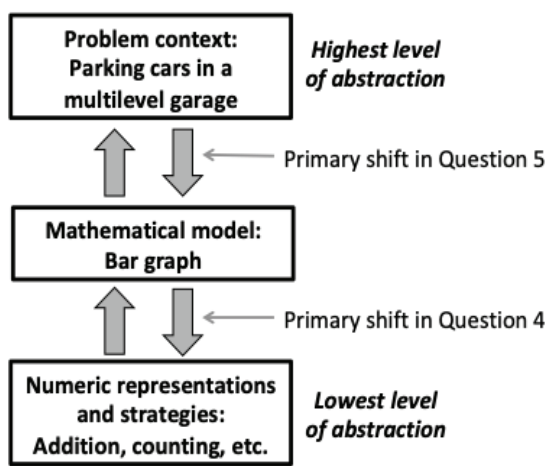 Problem context:
Parking cars in a
multilevel garage
Highest level
of abstraction
Primary shift in Question 5
Mathematical model:
Bar graph
Primary shift in Question 4
Numeric representations
and strategies:
Addition, counting, etc.
Lowest level
of abstraction